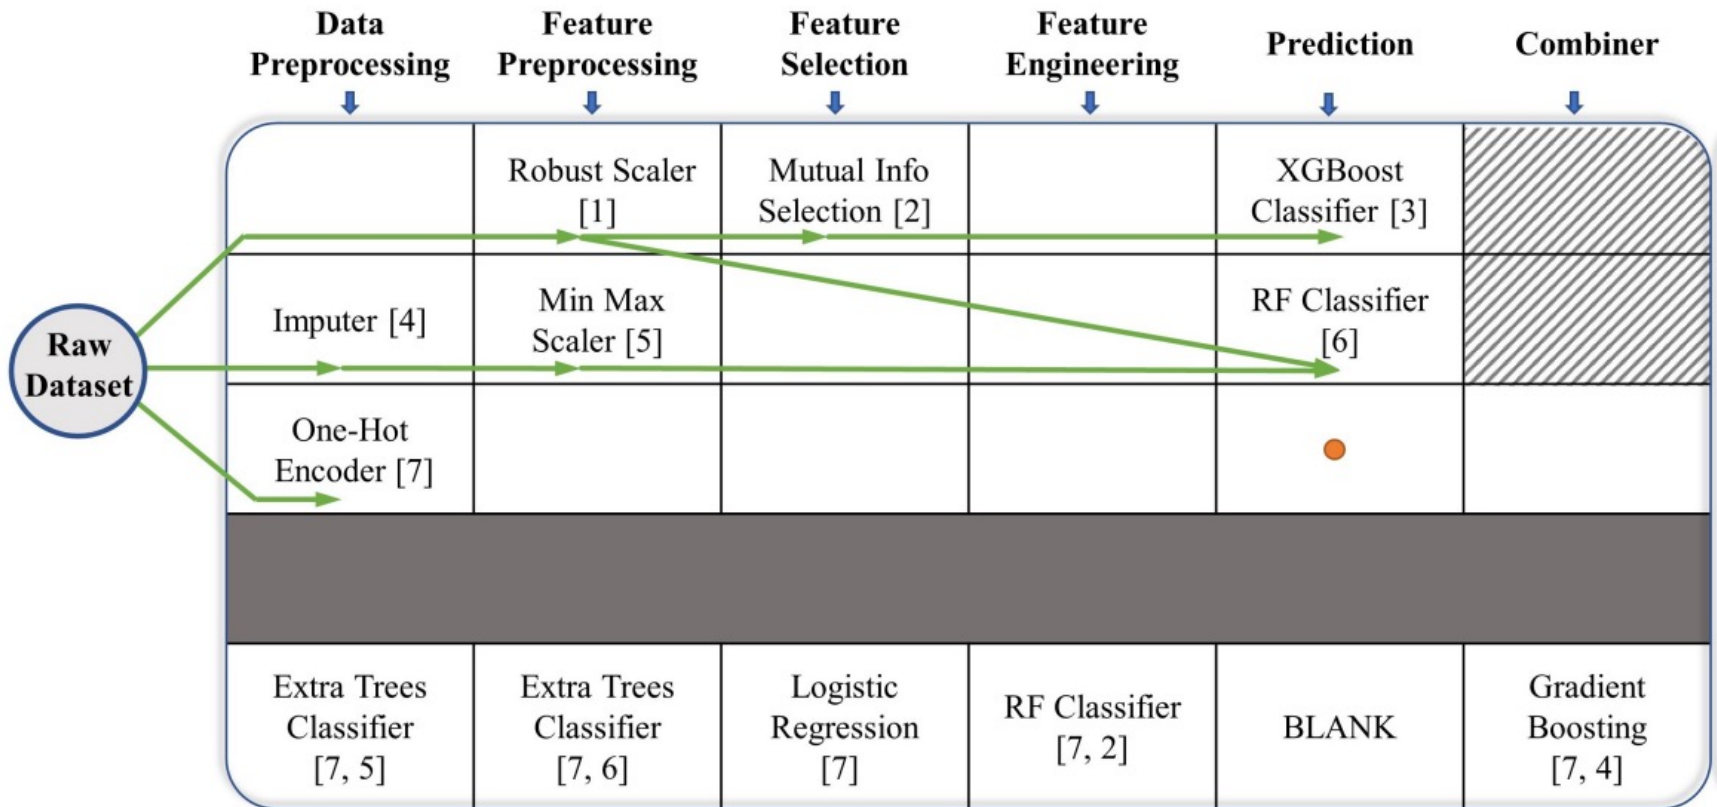 Data
Preprocessing
Feature
Preprocessing
Feature
Selection
Feature
Engineering
Prediction
Combiner
Robust Scaler
[1]
Mutual Info
Selection [2]
XGBoost
Classifier [3]
Raw
Dataset
Imputer [4]
Min Max
Scaler [5]
RF Classifier
[6]
One-Hot
Encoder [7]
Extra Trees
Classifier
[7, 5]
Extra Trees
Classifier
[7, 6]
Logistic
Regression
[7]
RF Classifier
[7, 2]
BLANK
Gradient
Boosting
[7, 4]